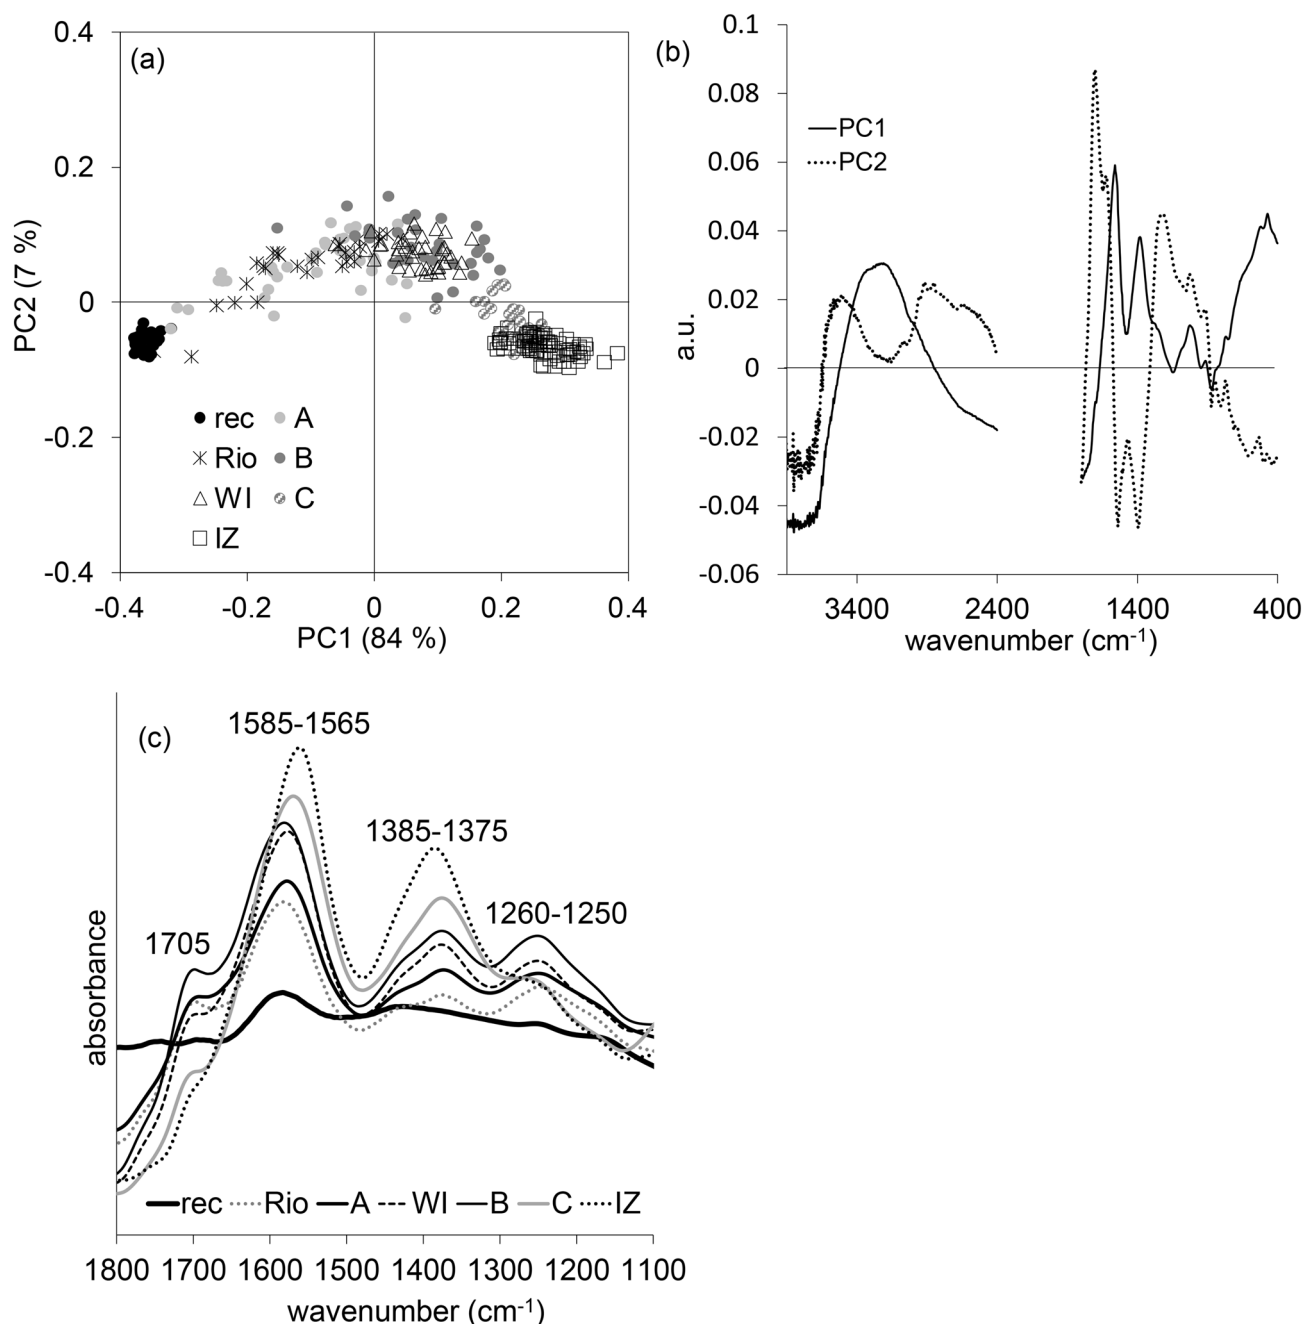 (a)
0.4
0.2
0
-0.2
-0.4
PC2 (7 %)
rec A
Rio B
WI C
IZ
-0.4 -0.2 0 0.2 0.4
PC1 (84 %)
(b)
0.1
0.08
0.06
0.04
0.02
0
-0.02
-0.04
-0.06
a.u.
PC1
PC2
3400 2400 1400 400
wavenumber (cm-1)
(c)
1585-1565
1385-1375
1260-1250
1705
absorbance
rec Rio A WI B C IZ
1800 1700 1600 1500 1400 1300 1200 1100
wavenumber (cm-1)